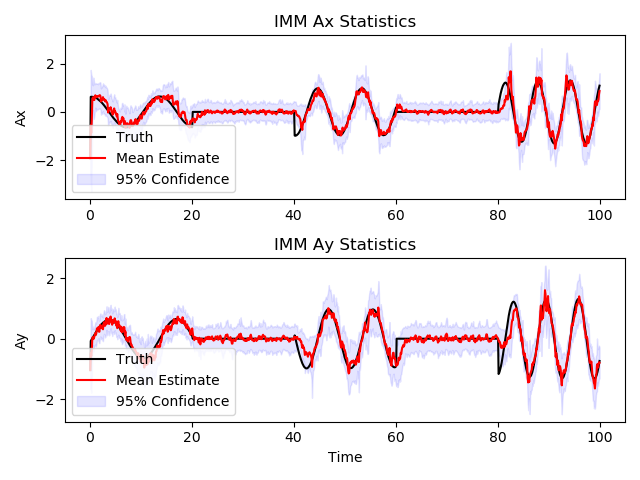 IMM Ax Statistics
2
0
−2
Ax
Truth
Mean Estimate
95% Confidence
0 20 40 60 80 100
IMM Ay Statistics
2
0
−2
Ay
Truth
Mean Estimate
95% Confidence
0 20 40 60 80 100
Time